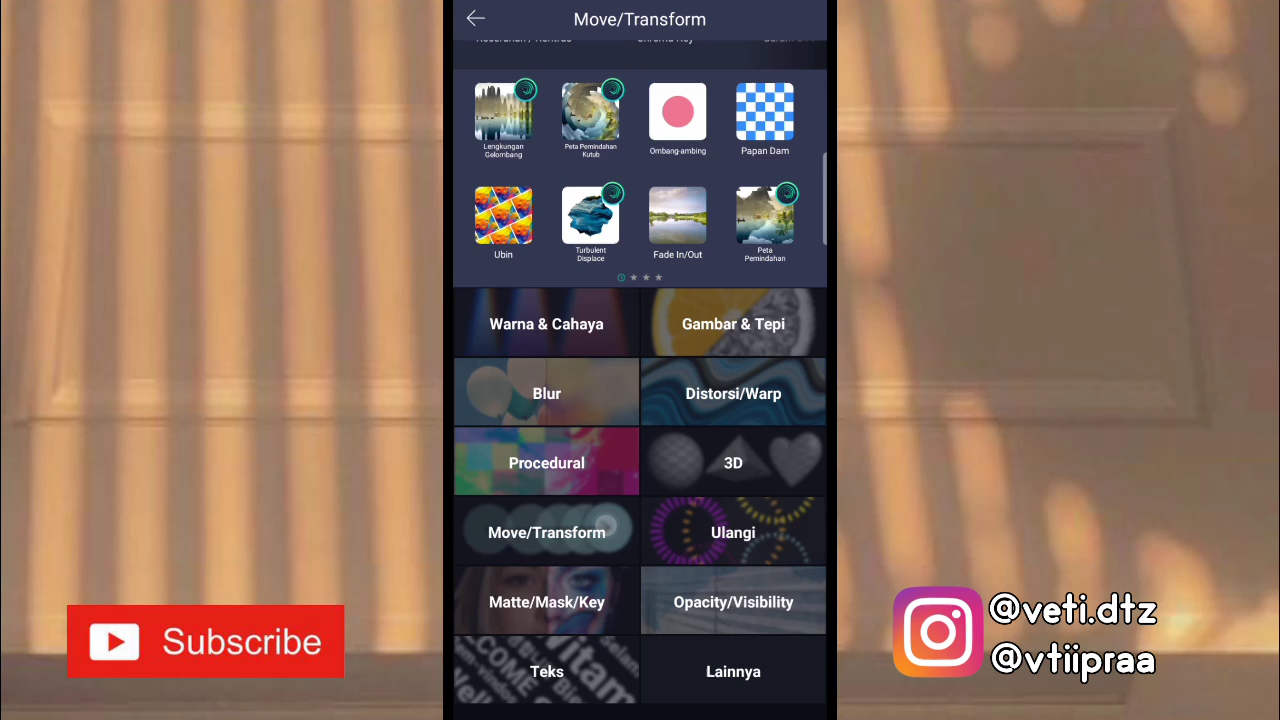 Move/Transform
Lengkungan
Gelombang
Peta Pemindahan
Kutub
Ombang-ambing
Papan Dam
Ubin
Turbulent
Displace
Fade In/Out
Peta
Pemindahan
Warna & Cahaya
Gambar & Tepi
Blur
Distorsi/Warp
Procedural
3D
Move/Transform
Ulangi
Matte/Mask/Key
Opacity/Visibility
Teks
Lainnya
Subscribe
@veti.dtz
@vtiipraa